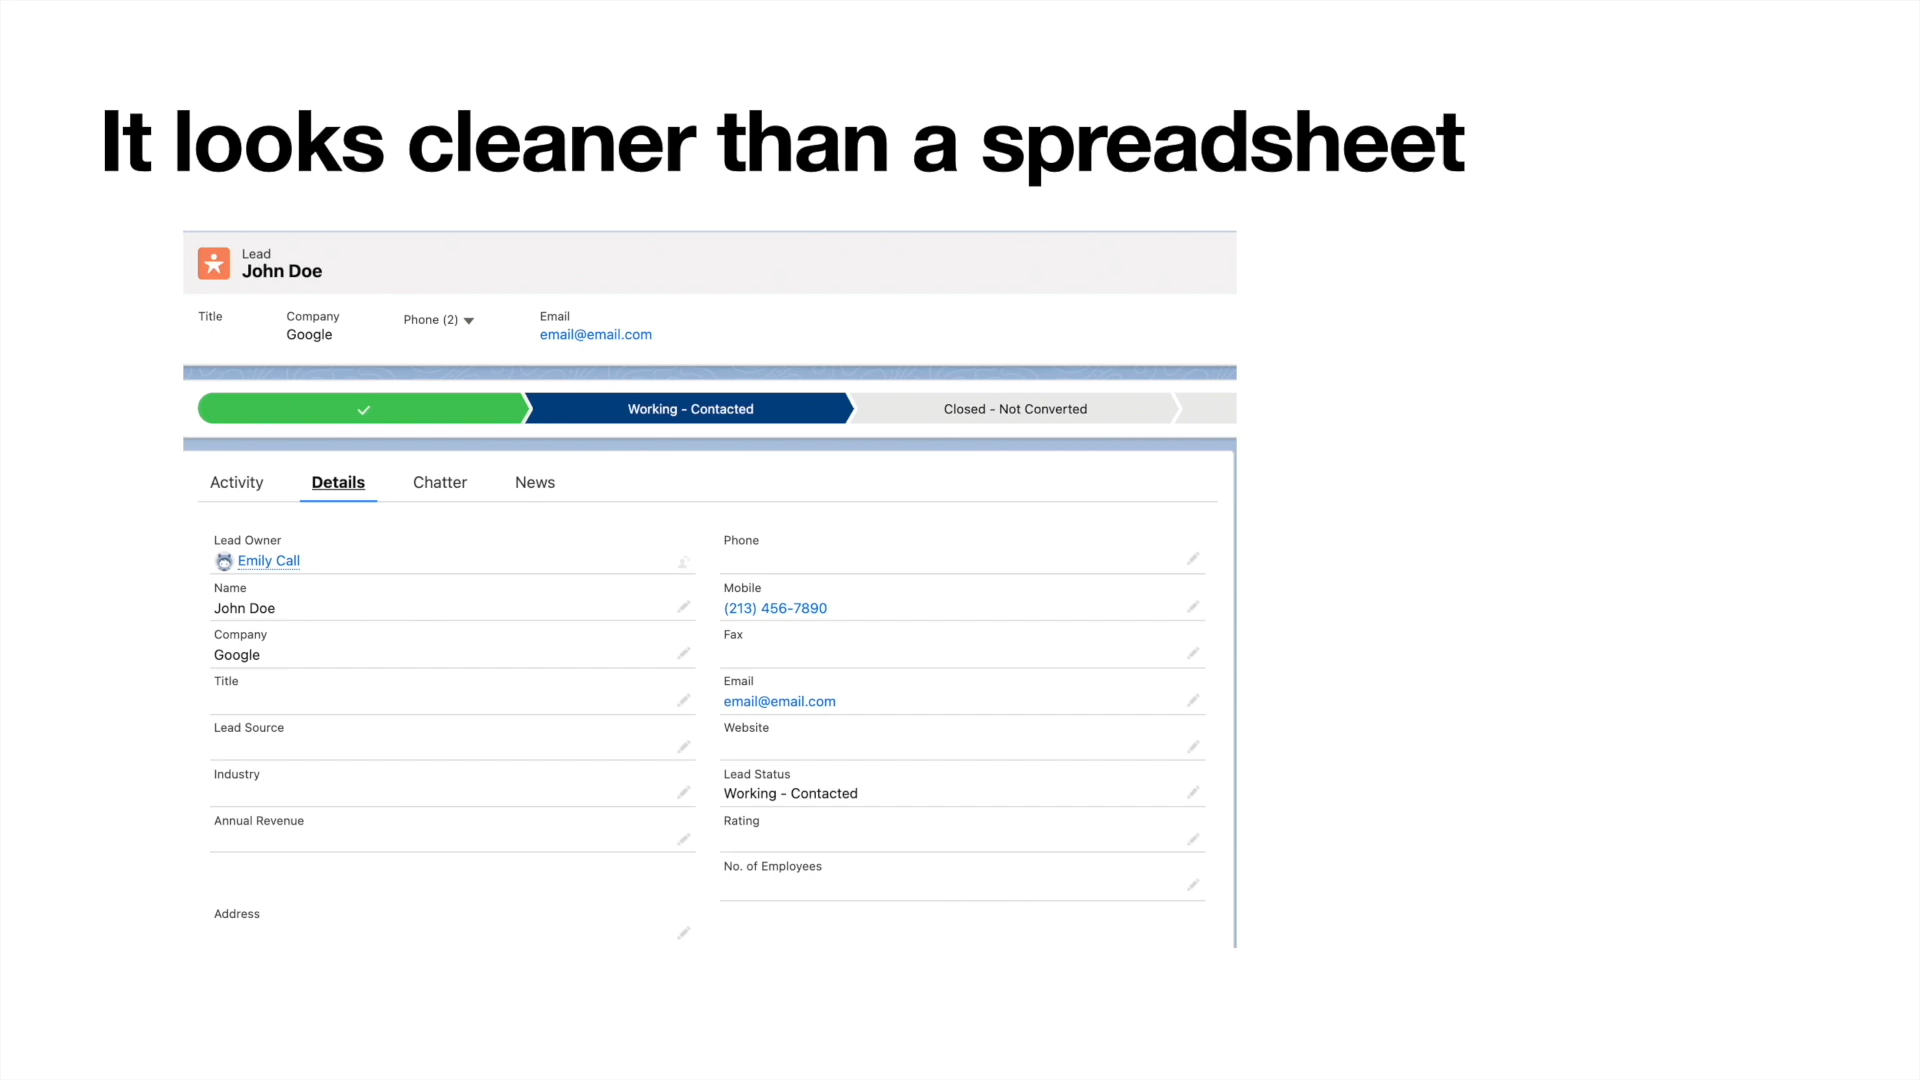 It looks cleaner than a spreadsheet
Lead
John Doe
Title
Company
Google
Phone (2)
Email
email@email.com
Working - Contacted
Closed - Not Converted
Activity
Details
Chatter
News
Lead Owner
Emily Call
Name
John Doe
Company
Google
Title
Lead Source
Industry
Annual Revenue
Address
Phone
Mobile
(213) 456-7890
Fax
Email
email@email.com
Website
Lead Status
Working - Contacted
Rating
No. of Employees